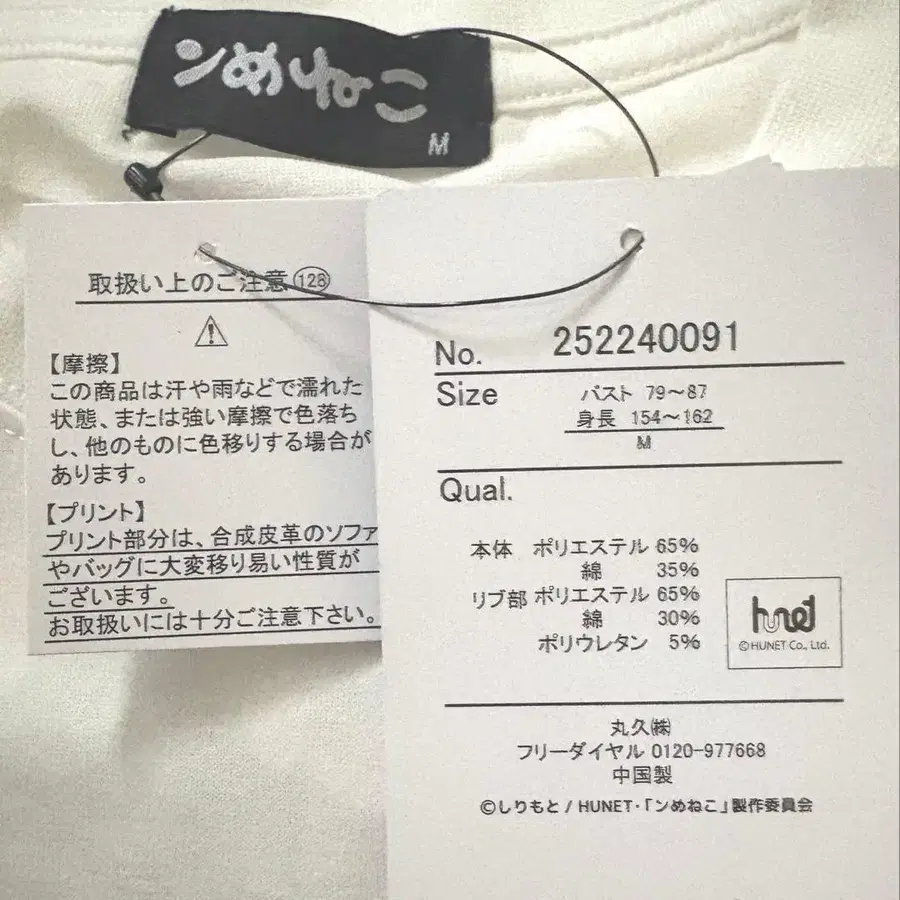 ンめねこ
M
取扱い上のご注意 128
【摩擦】
この商品は汗や雨などで濡れた
状態、または強い摩擦で色落ち
し、他のものに色移りする場合が
あります。
【プリント】
プリント部分は、合成皮革のソファ
やバッグに大変移り易い性質が
ございます。
お取扱いには十分ご注意下さい。
No. 252240091
Size バスト 79～87
身長 154～162
M
Qual.
本体 ポリエステル 65%
綿 35%
リブ部 ポリエステル 65%
綿 30%
ポリウレタン 5%
hunet
©HUNET Co., Ltd.
丸久㈱
フリーダイヤル 0120-977668
中国製
©しりもと / HUNET・「ンめねこ」製作委員会